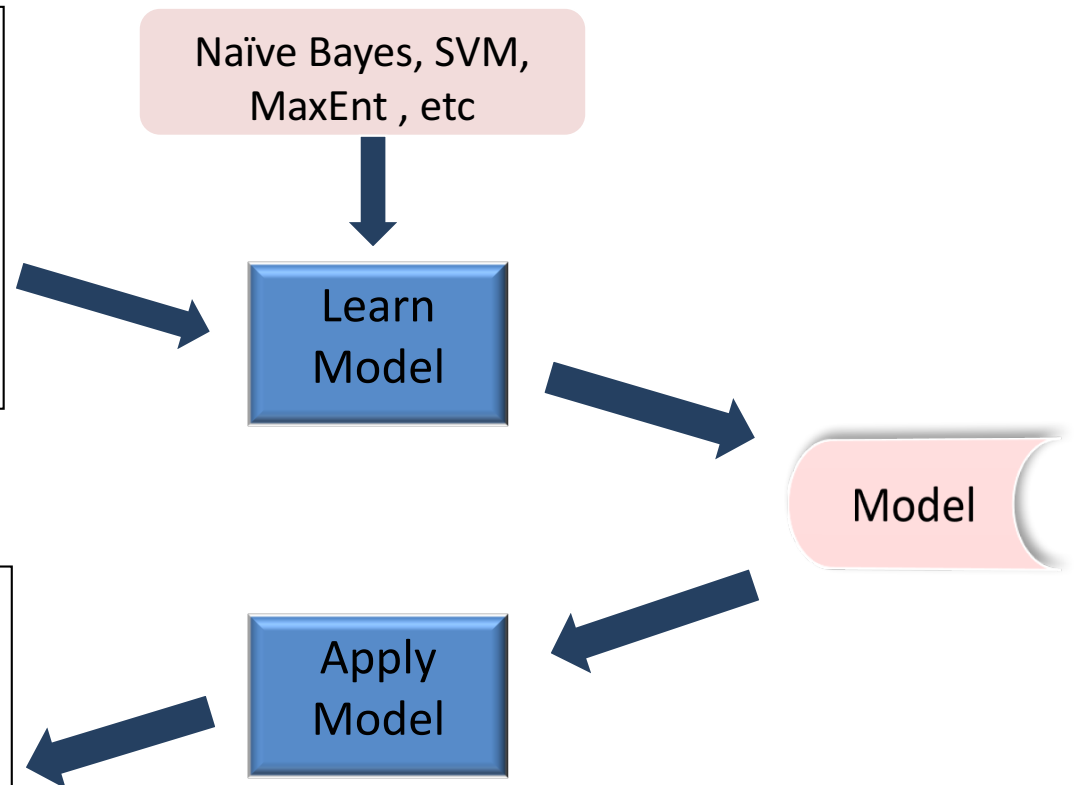 Naïve Bayes, SVM,
MaxEnt , etc
Learn
Model
Model
Apply
Model